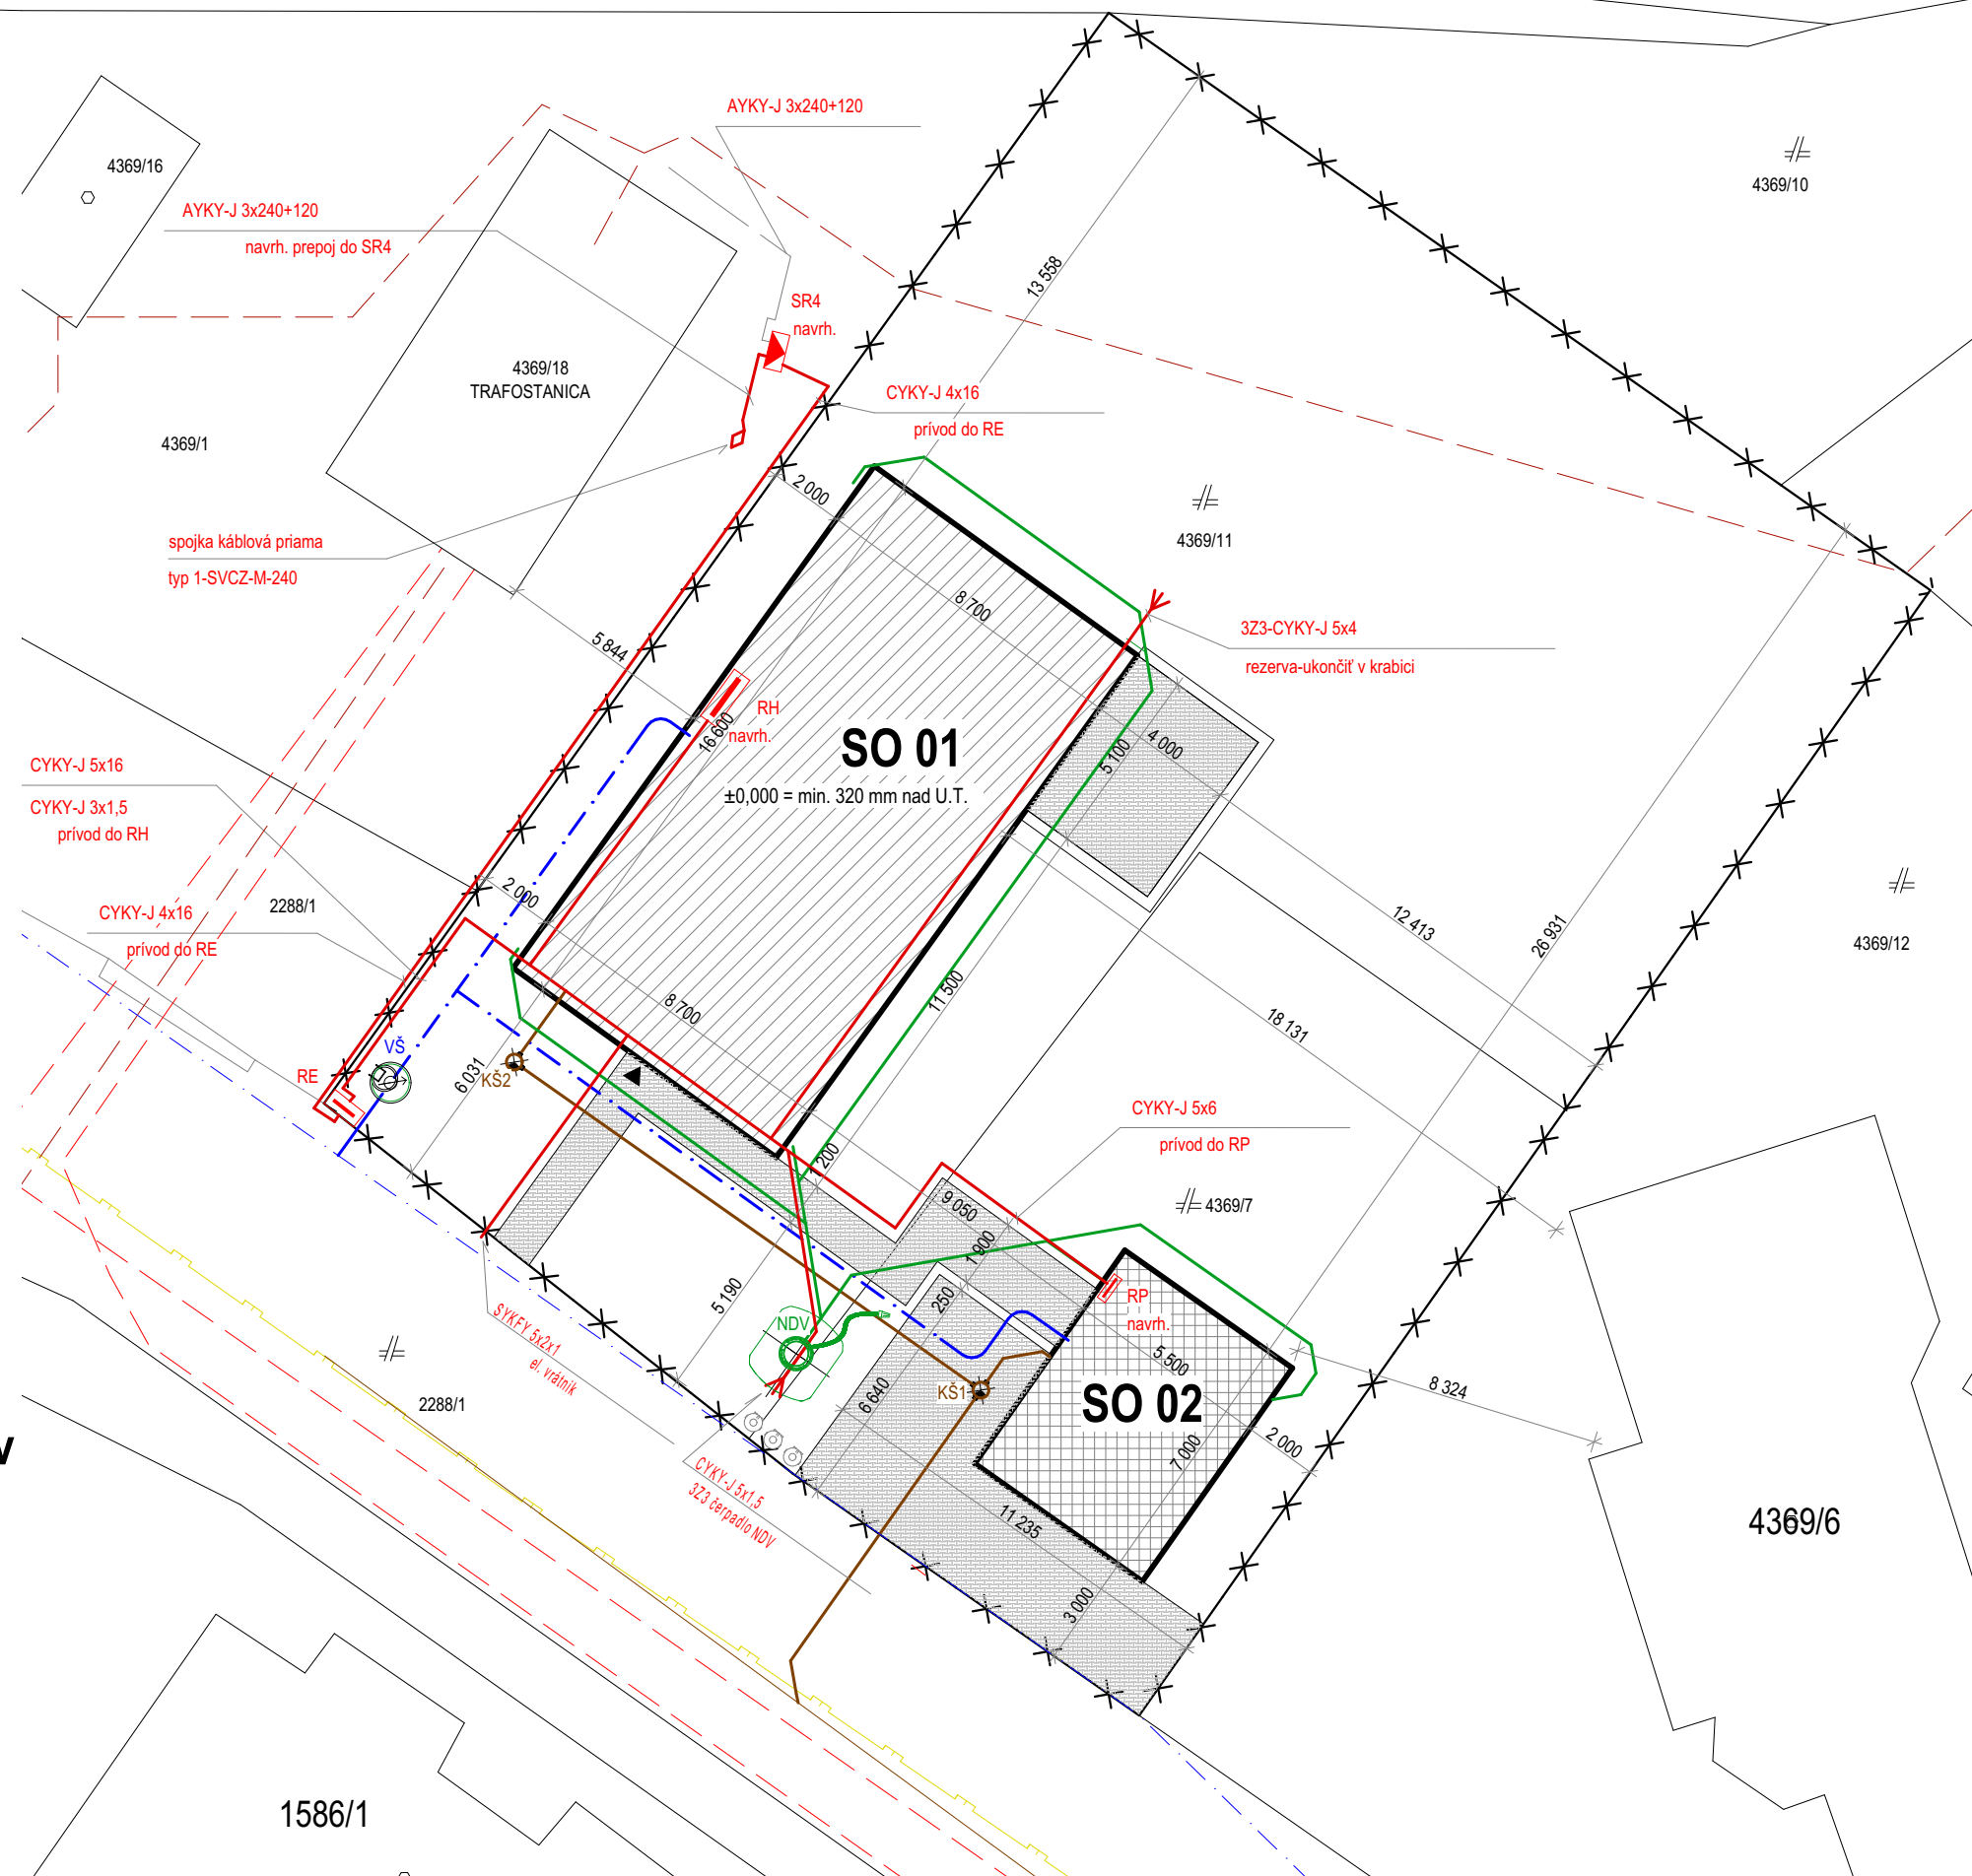 AYKY-J 3x240+120
4369/16
4369/10
AYKY-J 3x240+120
navrh. prepoj do SR4
13 558
SR4
navrh.
4369/18
TRAFOSTANICA
CYKY-J 4x16
prívod do RE
4369/1
2 000
spojka káblová priama
typ 1-SVCZ-M-240
4369/11
8 700
5 844
3Z3-CYKY-J 5x4
rezerva-ukončiť v krabici
RH
navrh.
16 600
SO 01
±0,000 = min. 320 mm nad U.T.
4 000
5 100
CYKY-J 5x16
CYKY-J 3x1,5
prívod do RH
2 000
2288/1
CYKY-J 4x16
prívod do RE
12 413
26 931
4369/12
11 500
8 700
18 131
VŠ
RE
6 031
KŠ2
CYKY-J 5x6
prívod do RP
1 200
9 050
4369/7
1 900
5 190
250
SYKFY 5x2x1
el. vrátnik
NDV
RP
navrh.
5 500
KŠ1
6 640
SO 02
8 324
2288/1
2 000
7 000
v
CYKY-J 5x1,5
3Z3 čerpadlo NDV
11 235
4369/6
3 000
1586/1